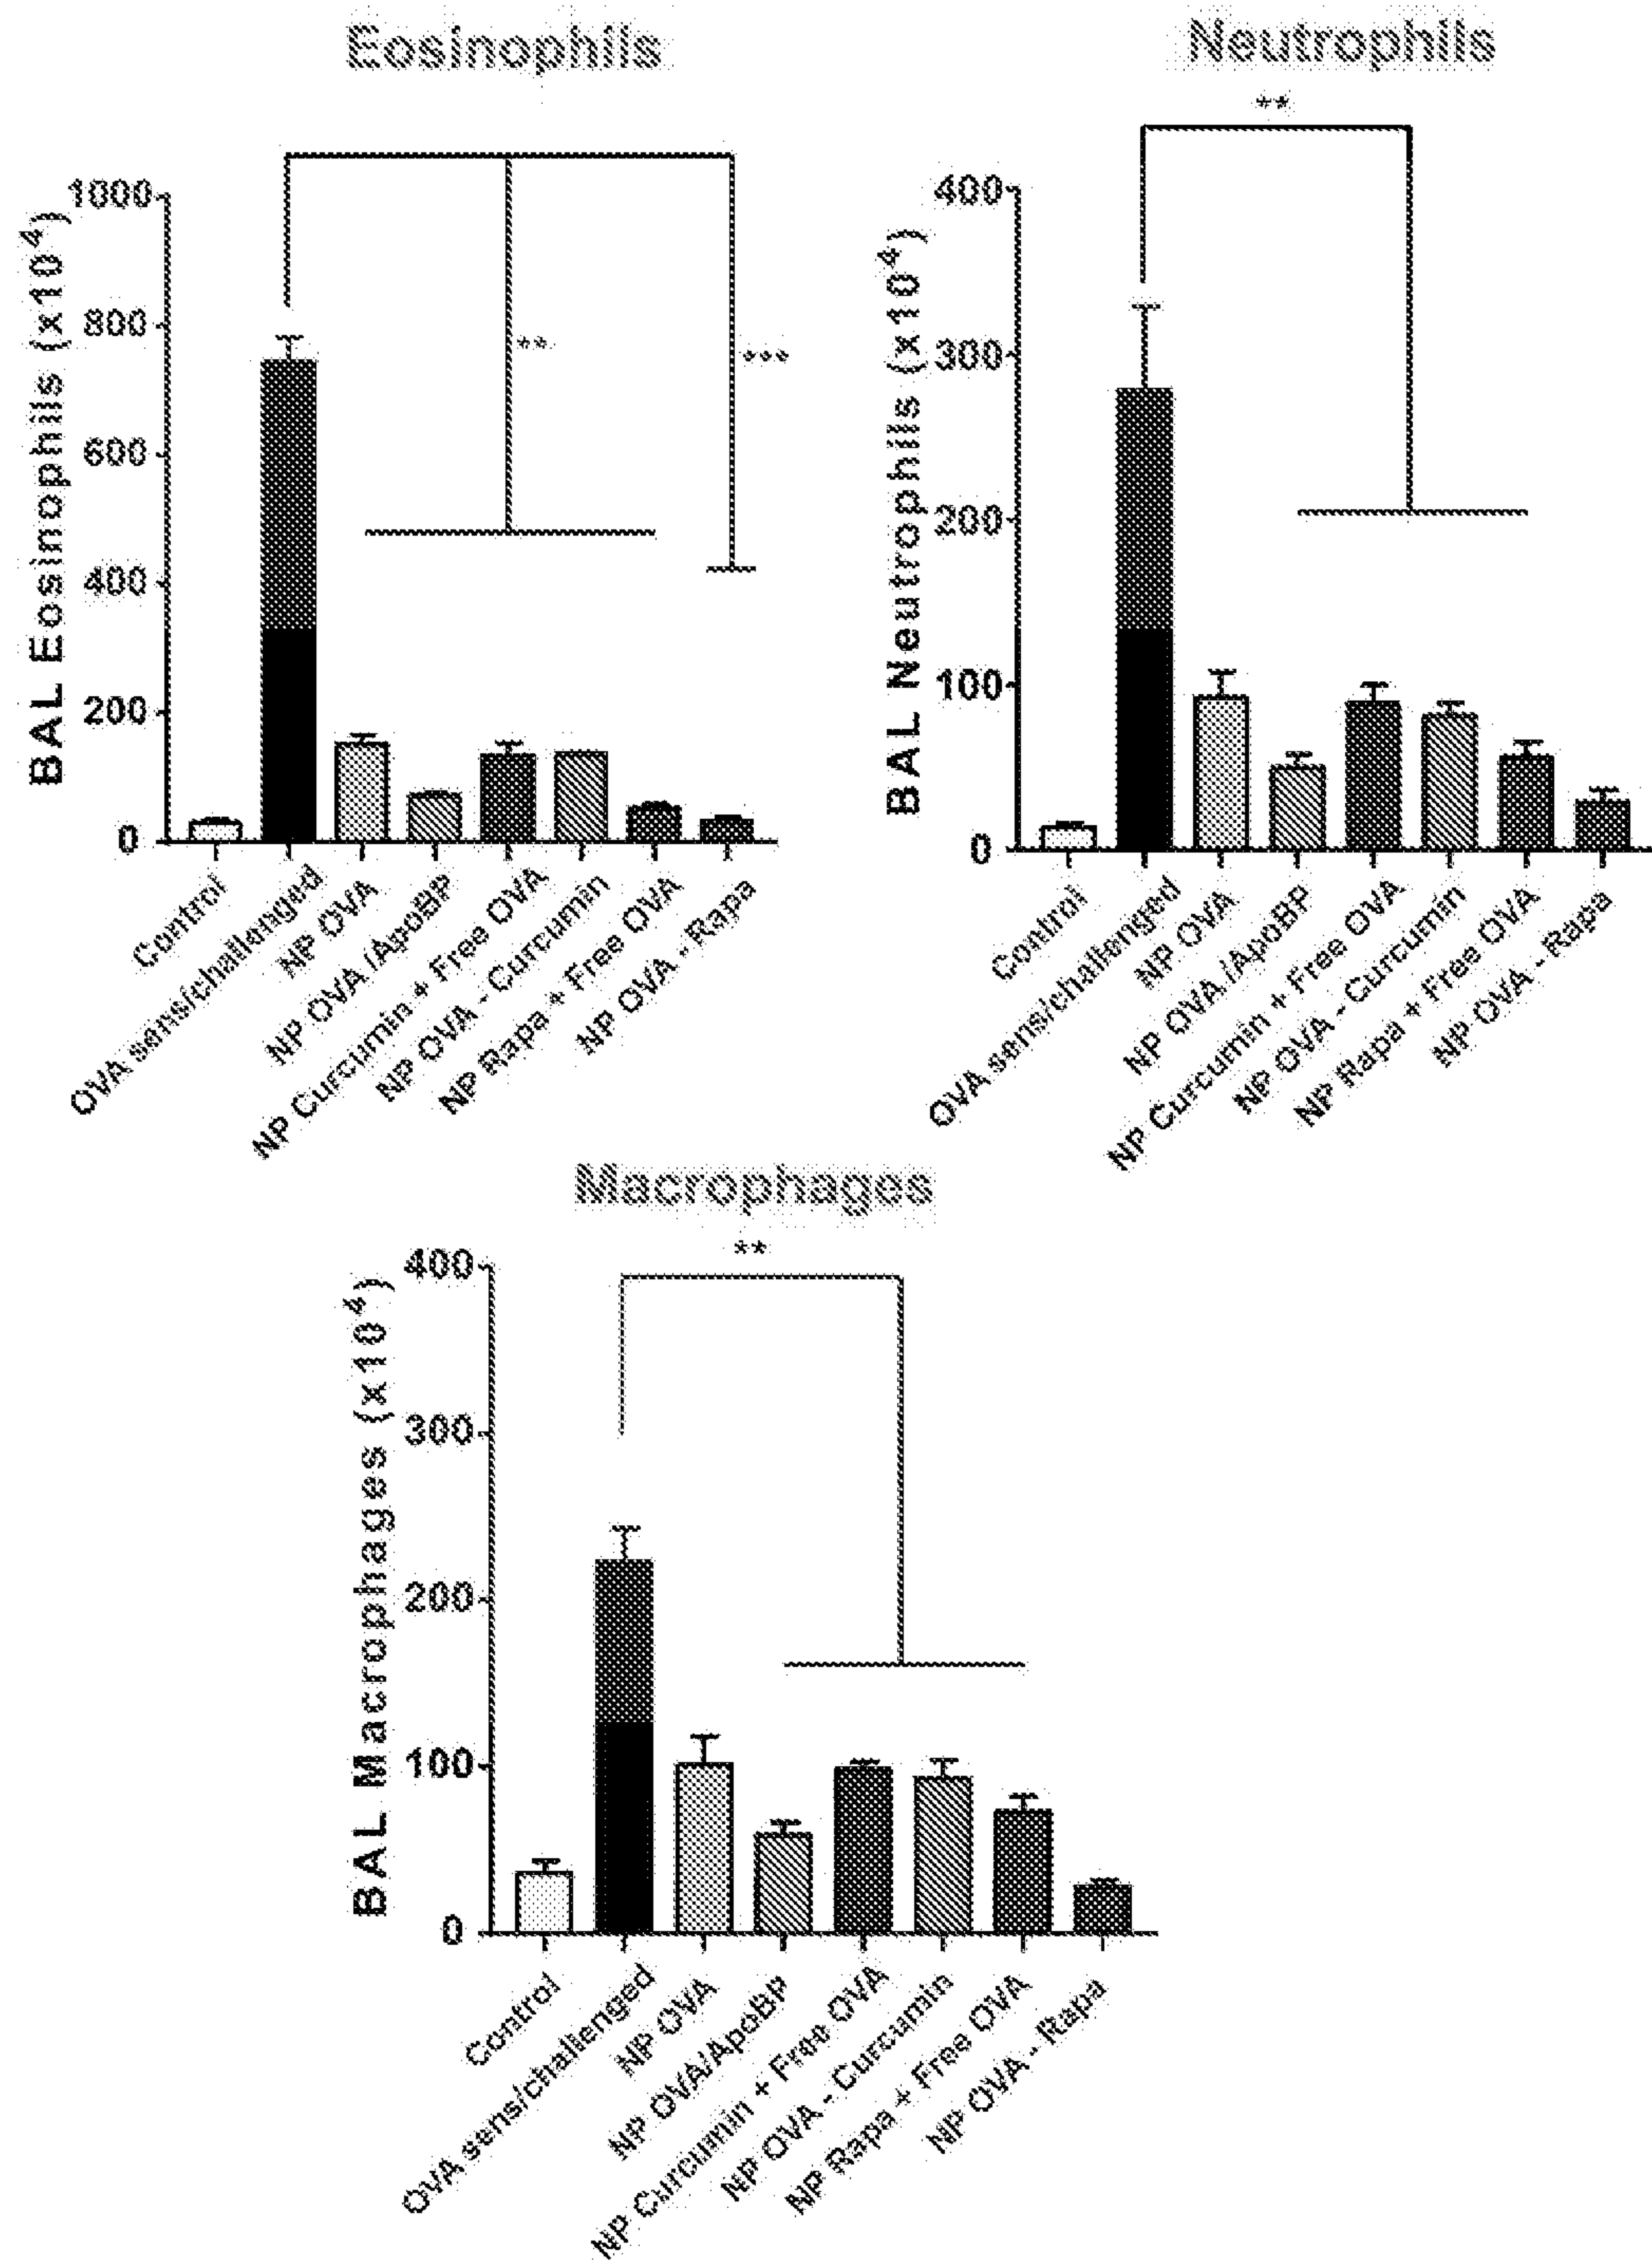 Eosinophils
BAL Eosinophils (x10⁴)
1000
800
600
400
200
0
**
***
Control
OVA sens/challenged
NP OVA
NP OVA /ApoBP
NP Curcumin + Free OVA
NP OVA - Curcumin
NP Rapa + Free OVA
NP OVA - Rapa
Neutrophils
**
BAL Neutrophils (x10⁴)
400
300
200
100
0
Control
OVA sens/challenged
NP OVA
NP OVA /ApoBP
NP Curcumin + Free OVA
NP OVA - Curcumin
NP Rapa + Free OVA
NP OVA - Rapa
Macrophages
**
BAL Macrophages (x10⁴)
400
300
200
100
0
Control
OVA sens/challenged
NP OVA
NP OVA/ApoBP
NP Curcumin + Free OVA
NP OVA - Curcumin
NP Rapa + Free OVA
NP OVA - Rapa